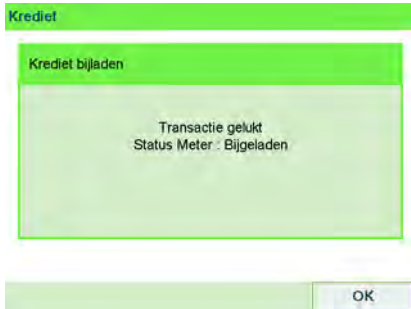 Krediet
Krediet bijladen
Transactie gelukt
Status Meter : Bijgeladen
OK